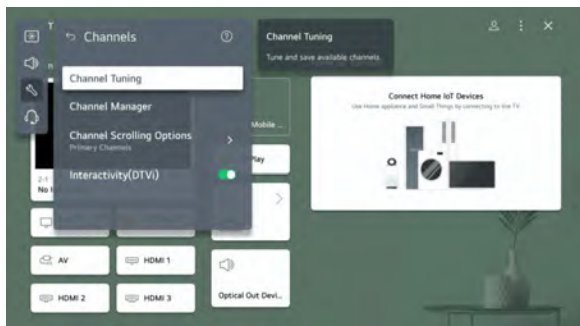 Channels
Channel Tuning
Channel Manager
Channel Scrolling Options
Primary Channels
Interactivity(DTVi)
Channel Tuning
Tune and save available channels.
Connect Home IoT Devices
Use Home appliance and Small Things by connecting to the TV.
Mobile ...
Play
2-1
AV
HDMI 1
HDMI 2
HDMI 3
Optical Out Devi...